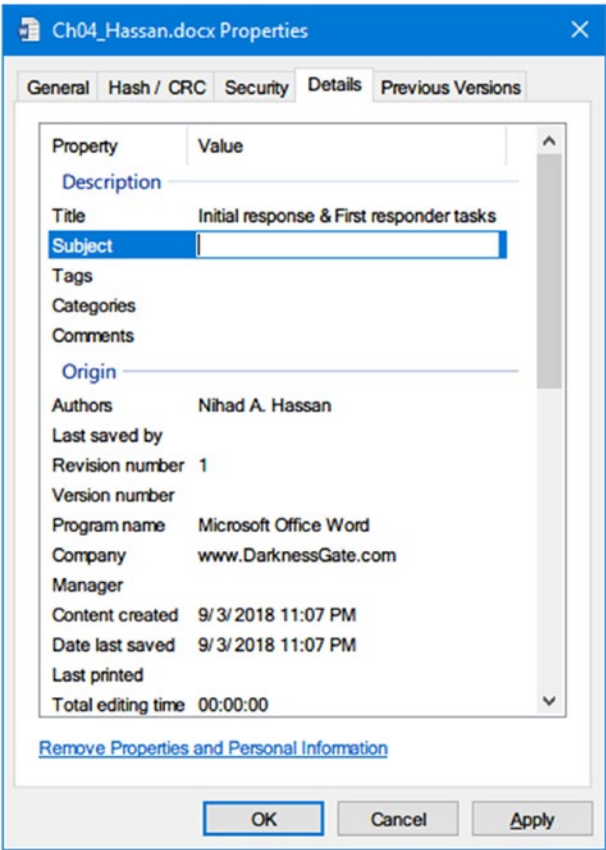 Ch04_Hassan.docx Properties
General Hash / CRC Security Details Previous Versions
Property Value
Description
Title Initial response & First responder tasks
Subject
Tags
Categories
Comments
Origin
Authors Nihad A. Hassan
Last saved by
Revision number 1
Version number
Program name Microsoft Office Word
Company www.DarknessGate.com
Manager
Content created 9/3/2018 11:07 PM
Date last saved 9/3/2018 11:07 PM
Last printed
Total editing time 00:00:00
Remove Properties and Personal Information
OK Cancel Apply